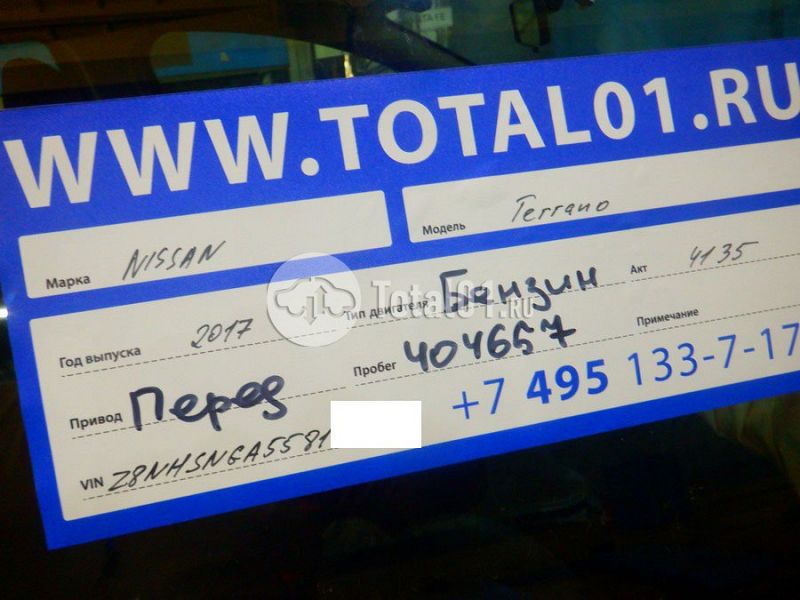 WWW.TOTAL01.RU
Марка NISSAN
Модель Terrano
Год выпуска 2017
Тип двигателя Бензин
Акт 4135
Total01.RU
Привод Перед
Пробег 404657
Примечание
VIN Z8NHSNGA5581
+7 495 133-7-17